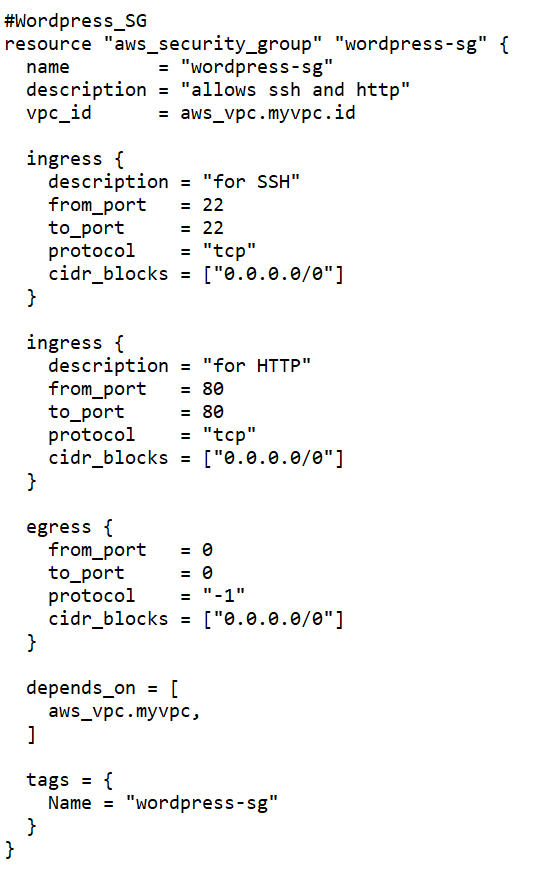 #Wordpress_SG
resource "aws_security_group" "wordpress-sg" {
  name        = "wordpress-sg"
  description = "allows ssh and http"
  vpc_id      = aws_vpc.myvpc.id

  ingress {
    description = "for SSH"
    from_port   = 22
    to_port     = 22
    protocol    = "tcp"
    cidr_blocks = ["0.0.0.0/0"]
  }

  ingress {
    description = "for HTTP"
    from_port   = 80
    to_port     = 80
    protocol    = "tcp"
    cidr_blocks = ["0.0.0.0/0"]
  }

  egress {
    from_port   = 0
    to_port     = 0
    protocol    = "-1"
    cidr_blocks = ["0.0.0.0/0"]
  }

  depends_on = [
    aws_vpc.myvpc,
  ]

  tags = {
    Name = "wordpress-sg"
  }
}